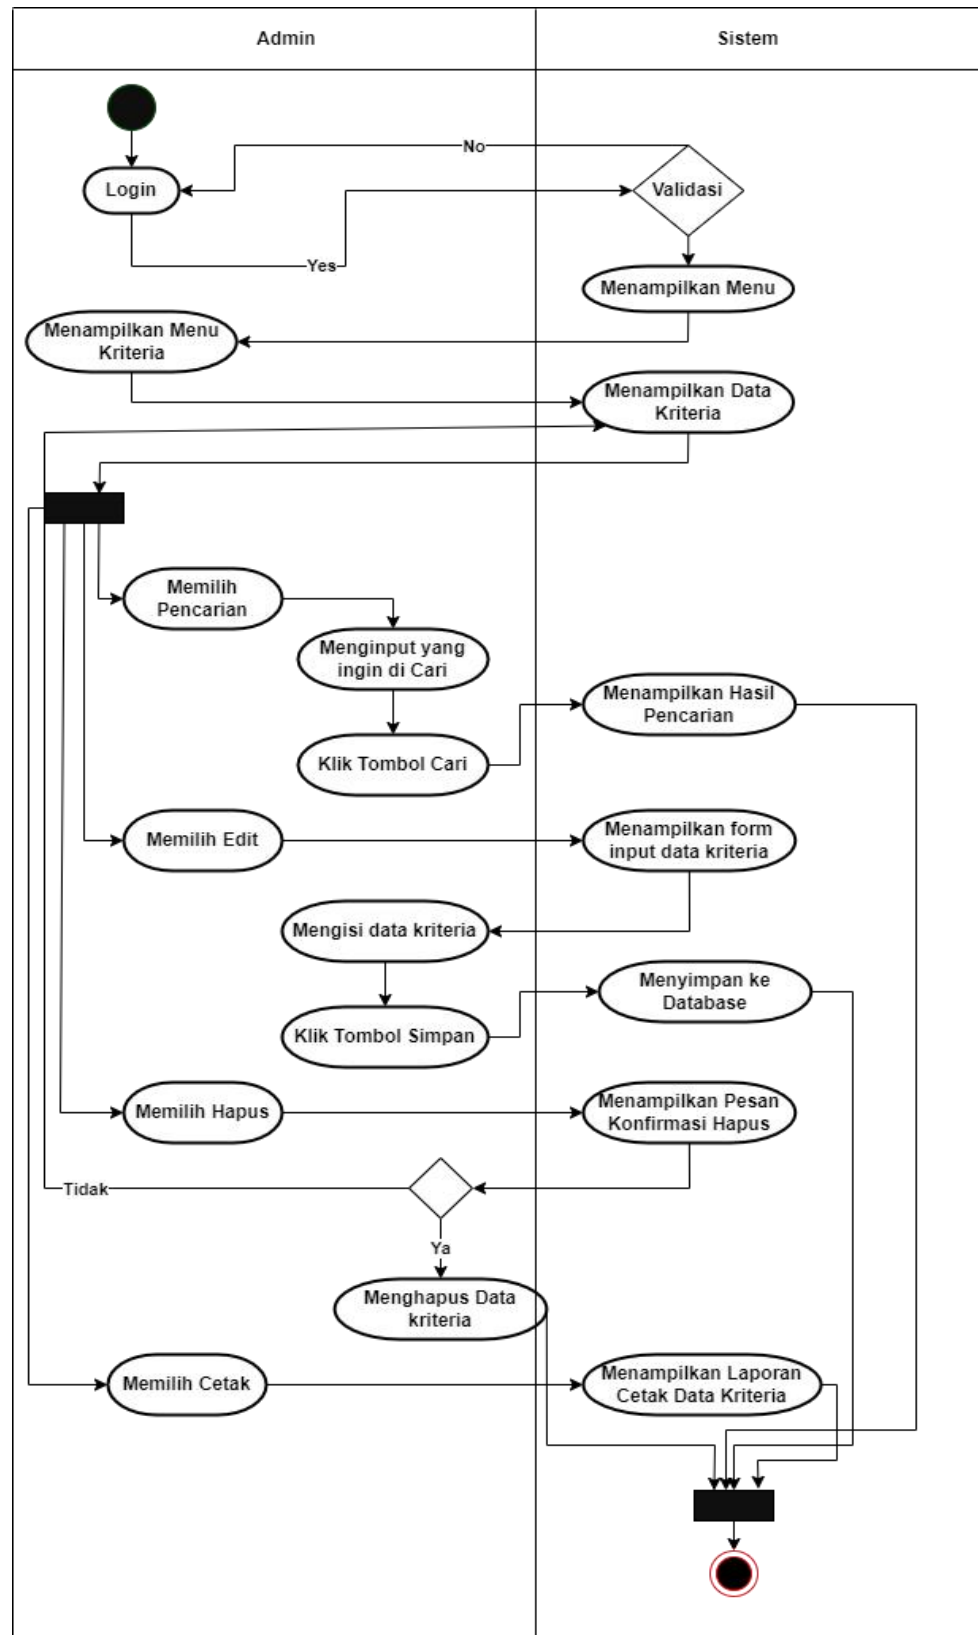 Admin
Sistem
No
Login
Validasi
Yes
Menampilkan Menu
Menampilkan Menu
Kriteria
Menampilkan Data
Kriteria
Memilih
Pencarian
Menginput yang
ingin di Cari
Menampilkan Hasil
Pencarian
Klik Tombol Cari
Memilih Edit
Menampilkan form
input data kriteria
Mengisi data kriteria
Menyimpan ke
Database
Klik Tombol Simpan
Memilih Hapus
Menampilkan Pesan
Konfirmasi Hapus
Tidak
Ya
Menghapus Data
kriteria
Memilih Cetak
Menampilkan Laporan
Cetak Data Kriteria